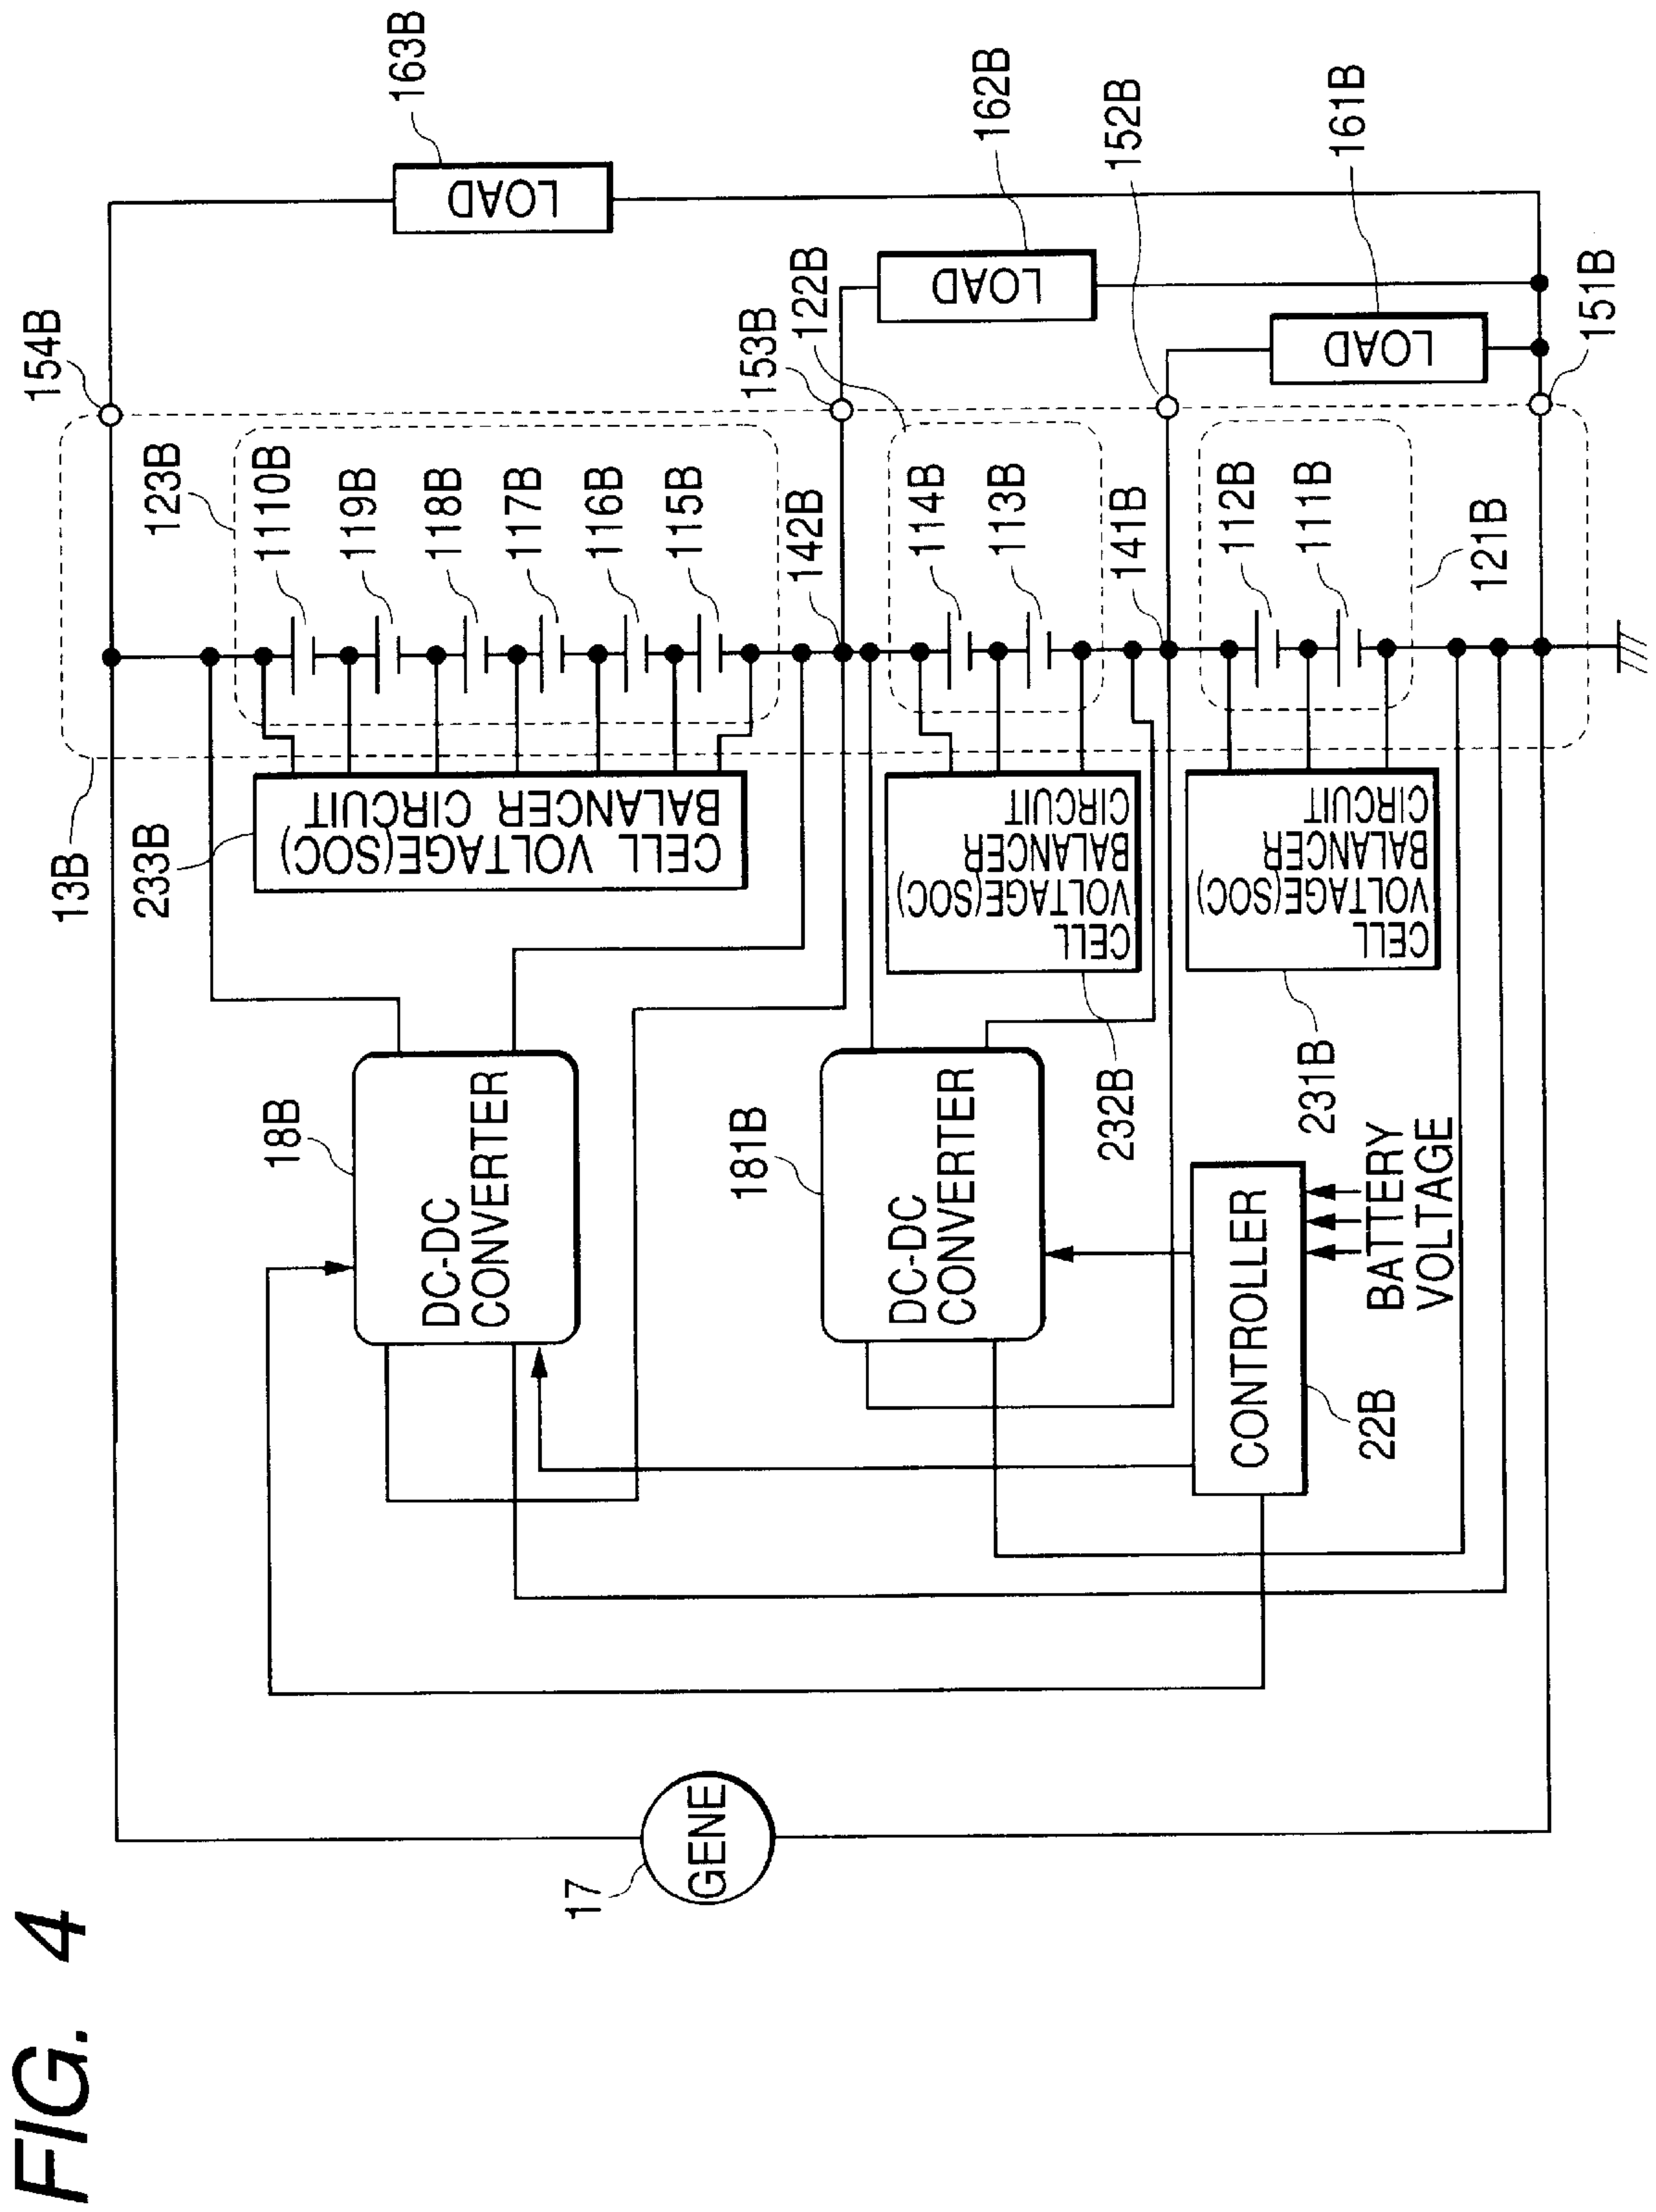 FIG. 4
163B
LOAD
162B
LOAD
152B
161B
LOAD
151B
154B
153B
122B
123B
1110B
119B
118B
117B
116B
115B
142B
114B
113B
141B
112B
111B
121B
13B
233B
CELL VOLTAGE(SOC)
BALANCER CIRCUIT
CELL
VOLTAGE(SOC)
BALANCER
CIRCUIT
232B
CELL
VOLTAGE(SOC)
BALANCER
CIRCUIT
231B
18B
DC-DC
CONVERTER
181B
DC-DC
CONVERTER
CONTROLLER
22B
BATTERY
VOLTAGE
17
GENE